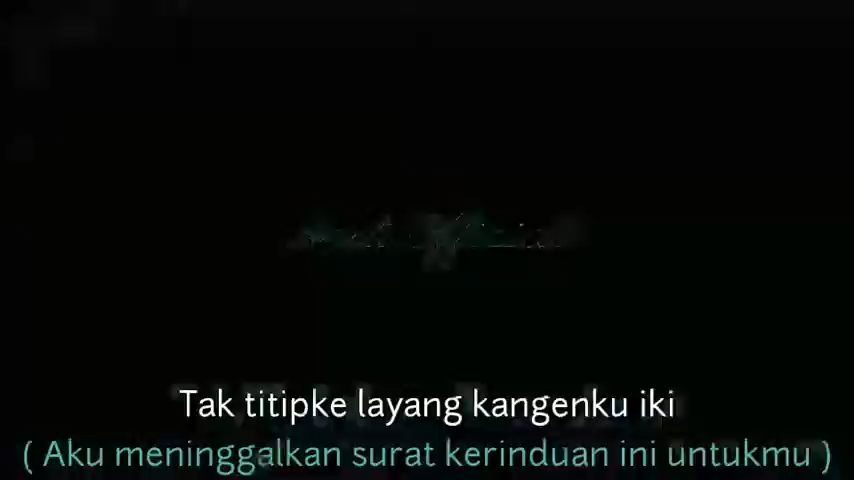 Tak titipke layang kangenku iki
( Aku meninggalkan surat kerinduan ini untukmu )